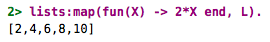 2> lists:map(fun(X) -> 2*X end, L).
[2,4,6,8,10]